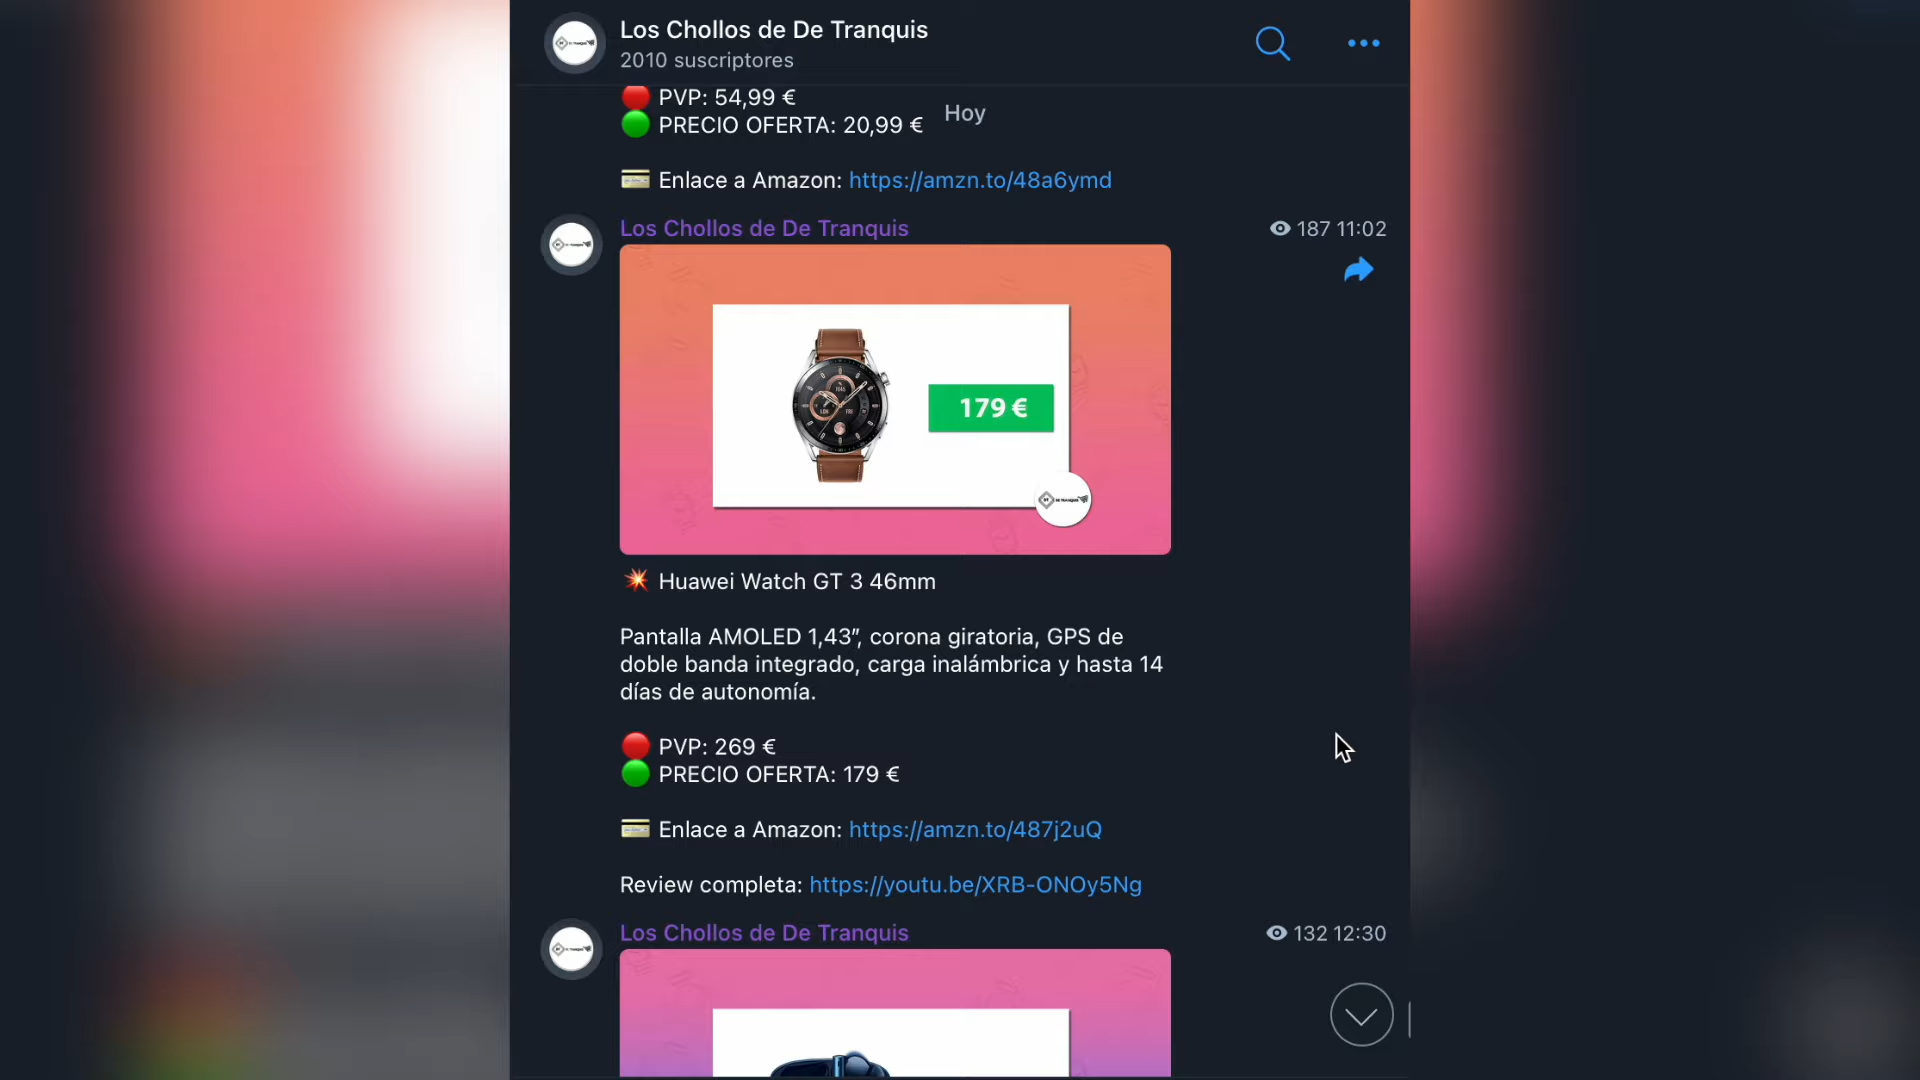 Los Chollos de De Tranquis
2010 suscriptores
🔴 PVP: 54,99 €
Hoy
🟢 PRECIO OFERTA: 20,99 €
💳 Enlace a Amazon: https://amzn.to/48a6ymd
Los Chollos de De Tranquis
187 11:02
179 €
DE TRANQUIS
💥 Huawei Watch GT 3 46mm
Pantalla AMOLED 1,43”, corona giratoria, GPS de
doble banda integrado, carga inalámbrica y hasta 14
días de autonomía.
🔴 PVP: 269 €
🟢 PRECIO OFERTA: 179 €
💳 Enlace a Amazon: https://amzn.to/487j2uQ
Review completa: https://youtu.be/XRB-ONOy5Ng
Los Chollos de De Tranquis
132 12:30